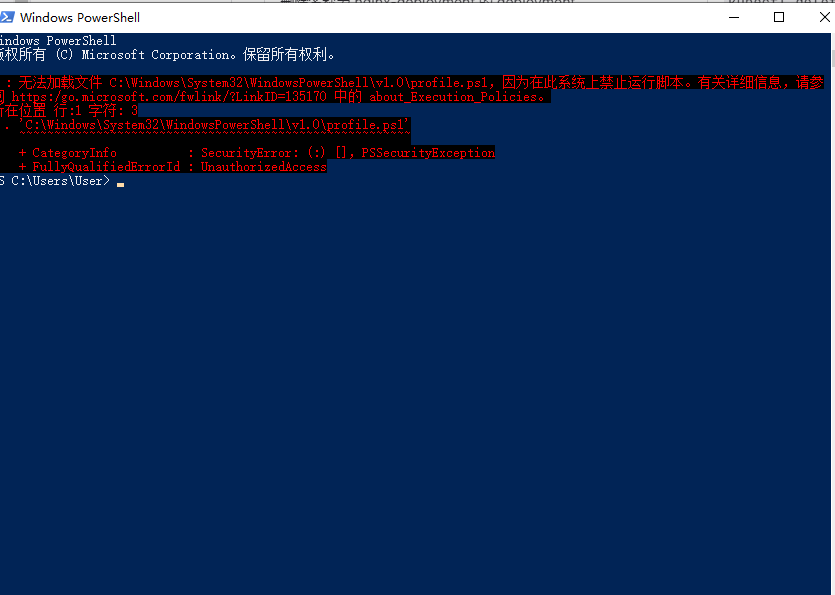 Windows PowerShell
indows PowerShell
版权所有 (C) Microsoft Corporation。保留所有权利。
: 无法加载文件 C:\Windows\System32\WindowsPowerShell\v1.0\profile.ps1，因为在此系统上禁止运行脚本。有关详细信息，请参
https:/go.microsoft.com/fwlink/?LinkID=135170 中的 about_Execution_Policies。
所在位置 行:1 字符: 3
. 'C:\Windows\System32\WindowsPowerShell\v1.0\profile.ps1'
~~~~~~~~~~~~~~~~~~~~~~~~~~~~~~~~~~~~~~~~~~~~~~~~~~~~~~~~
+ CategoryInfo          : SecurityError: (:) []，PSSecurityException
+ FullyQualifiedErrorId : UnauthorizedAccess
S C:\Users\User>